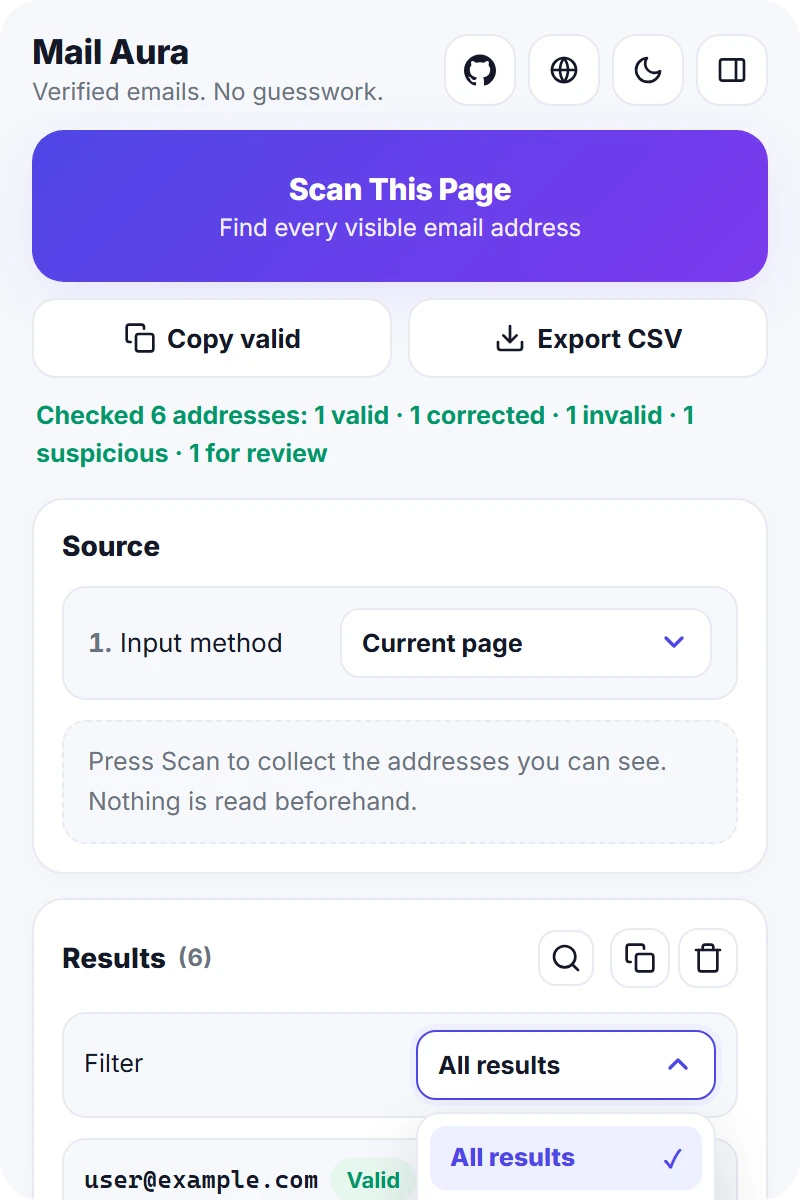 Mail Aura
Verified emails. No guesswork.
Scan This Page
Find every visible email address
Copy valid
Export CSV
Checked 6 addresses: 1 valid · 1 corrected · 1 invalid · 1
suspicious · 1 for review
Source
1. Input method
Current page
Press Scan to collect the addresses you can see.
Nothing is read beforehand.
Results (6)
Filter
All results
All results ✓
user@example.com Valid